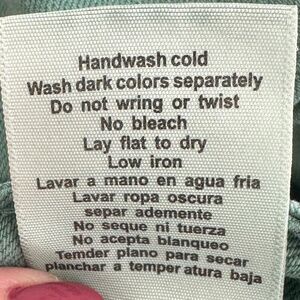 Handwash cold
Wash dark colors separately
Do not wring or twist
No bleach
Lay flat to dry
Low iron
Lavar a mano en agua fria
Lavar ropa oscura
separ ademente
No seque ni tuerza
No acepta blanqueo
Temder plano para secar
planchar a temper atura baja